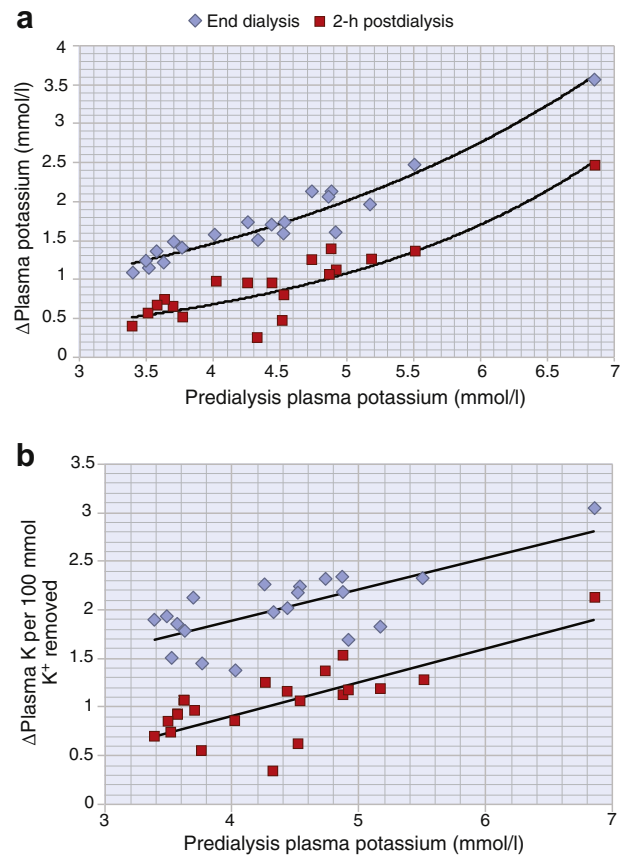 a
End dialysis 2-h postdialysis
ΔPlasma potassium (mmol/l)
4
3.5
3
2.5
2
1.5
1
0.5
0
3 3.5 4 4.5 5 5.5 6 6.5 7
Predialysis plasma potassium (mmol/l)
b
ΔPlasma K per 100 mmol
K⁺ removed
3.5
3
2.5
2
1.5
1
0.5
0
3 4 5 6 7
Predialysis plasma potassium (mmol/l)